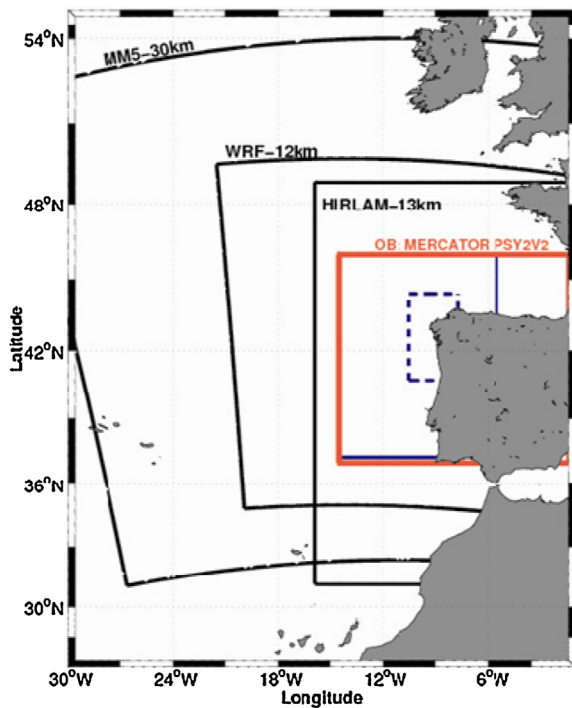 54°N
MM5-30km
WRF-12km
48°N
HIRLAM-13km
OB: MERCATOR PSY2V2
Latitude
42°N
36°N
30°N
30°W 24°W 18°W 12°W 6°W
Longitude